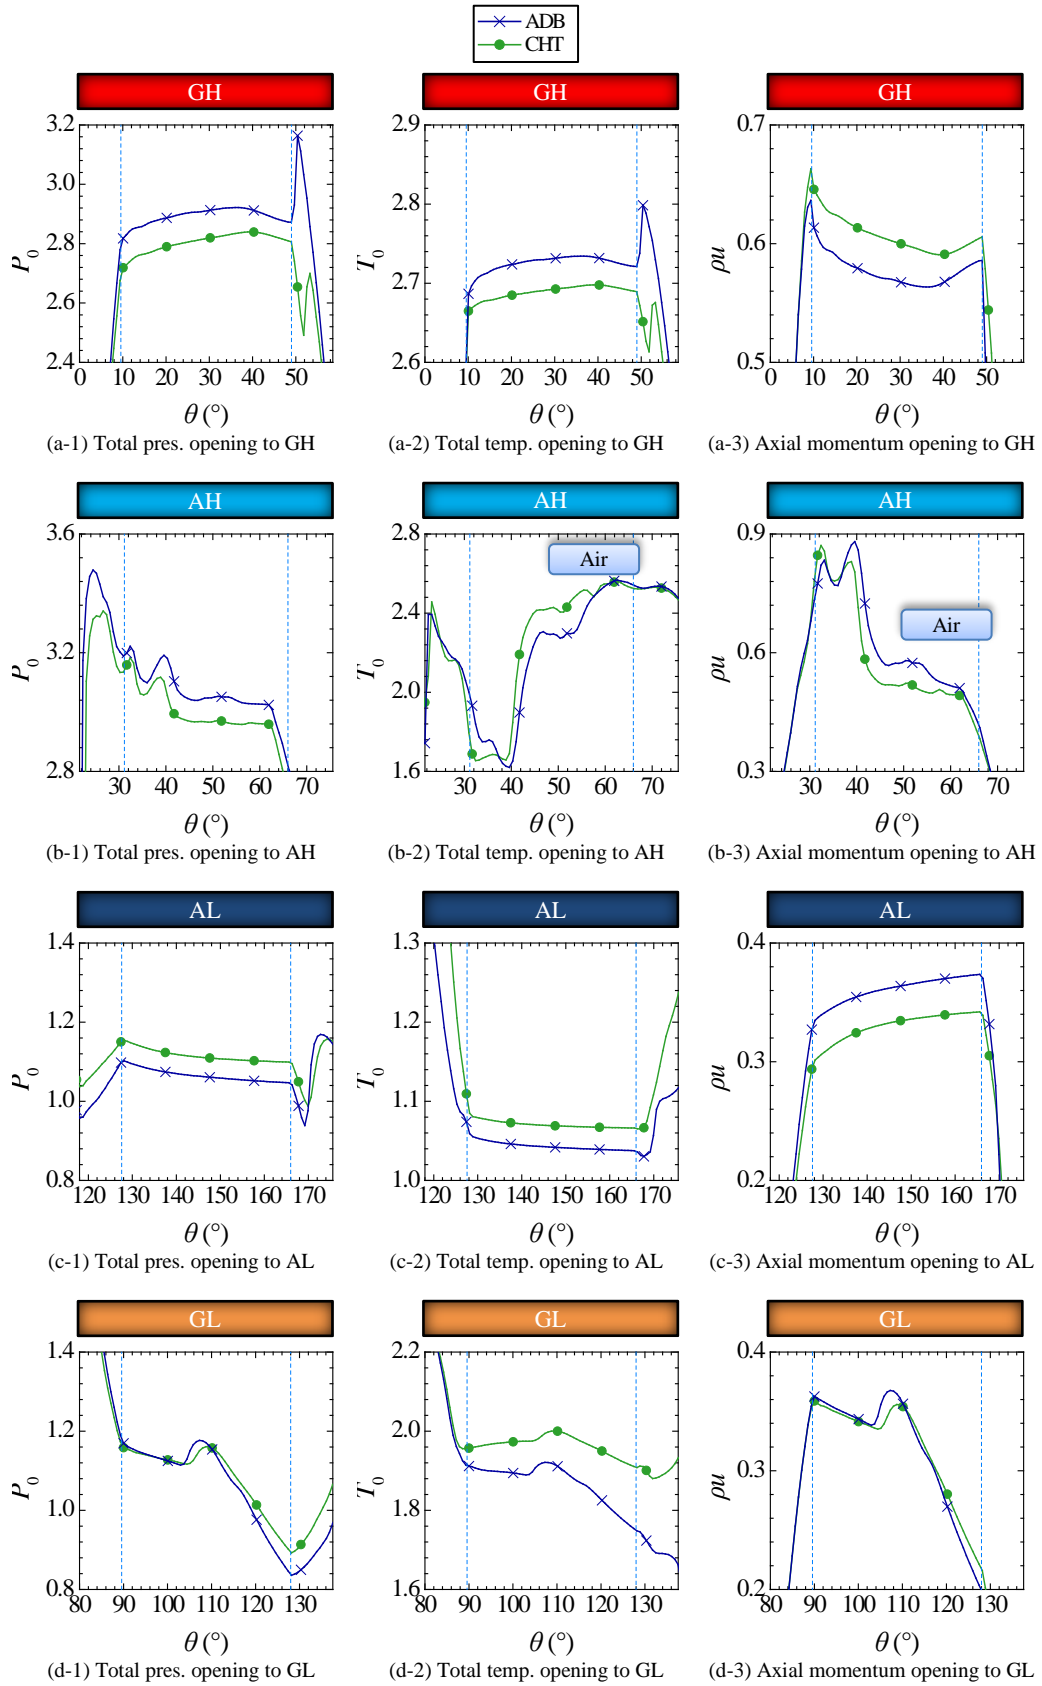 ADB
CHT
GH GH GH
3.2 3.0 2.8 2.6 2.4
P0
0 10 20 30 40 50
θ (°)
(a-1) Total pres. opening to GH
2.9 2.8 2.7 2.6
T0
0 10 20 30 40 50
θ (°)
(a-2) Total temp. opening to GH
0.7 0.6 0.5
ρu
0 10 20 30 40 50
θ (°)
(a-3) Axial momentum opening to GH
AH AH AH
3.6 3.2 2.8
P0
30 40 50 60 70
θ (°)
(b-1) Total pres. opening to AH
2.8 2.4 2.0 1.6
T0
Air
30 40 50 60 70
θ (°)
(b-2) Total temp. opening to AH
0.9 0.6 0.3
ρu
Air
30 40 50 60 70
θ (°)
(b-3) Axial momentum opening to AH
AL AL AL
1.4 1.2 1.0 0.8
P0
120 130 140 150 160 170
θ (°)
(c-1) Total pres. opening to AL
1.3 1.2 1.1 1.0
T0
120 130 140 150 160 170
θ (°)
(c-2) Total temp. opening to AL
0.4 0.3 0.2
ρu
120 130 140 150 160 170
θ (°)
(c-3) Axial momentum opening to AL
GL GL GL
1.4 1.2 1.0 0.8
P0
80 90 100 110 120 130
θ (°)
(d-1) Total pres. opening to GL
2.2 2.0 1.8 1.6
T0
80 90 100 110 120 130
θ (°)
(d-2) Total temp. opening to GL
0.4 0.3 0.2
ρu
80 90 100 110 120 130
θ (°)
(d-3) Axial momentum opening to GL